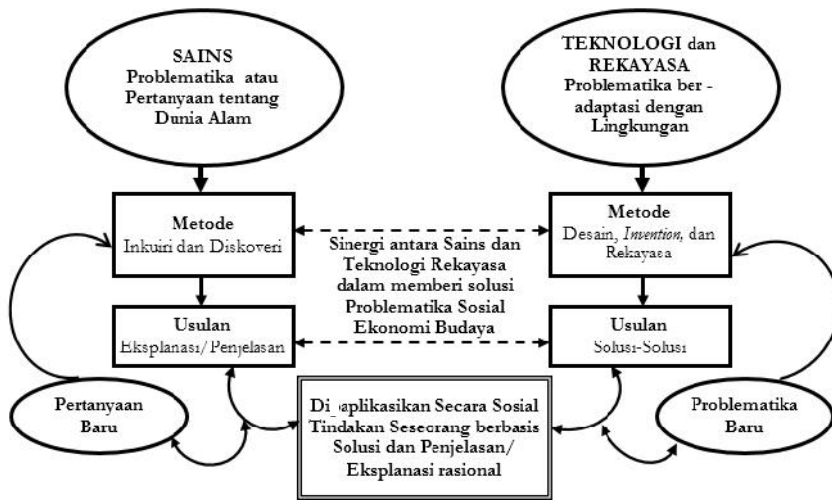 SAINS
Problematika atau
Pertanyaan tentang
Dunia Alam
TEKNOLOGI dan
REKAYASA
Problematika ber -
adaptasi dengan
Lingkungan
Metode
Inkuiri dan Diskoveri
Sinergi antara Sains dan
Teknologi Rekayasa
dalam memberi solusi
Problematika Sosial
Ekonomi Budaya
Metode
Desain, Invention, dan
Rekayasa
Usulan
Eksplanasi/Penjelasan
Usulan
Solusi-Solusi
Pertanyaan
Baru
Secara Sosial
Tindakan Seseorang berbasis
Solusi dan Penjelasan/
Eksplanasi rasional
Problematika
Baru